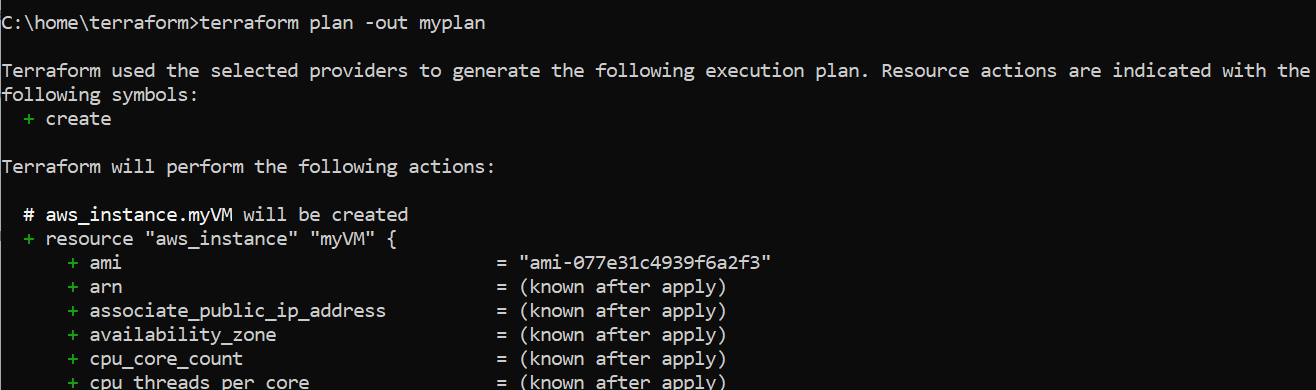 C:\home\terraform>terraform plan -out myplan
Terraform used the selected providers to generate the following execution plan. Resource actions are indicated with the
following symbols:
+ create
Terraform will perform the following actions:
# aws_instance.myVM will be created
+ resource "aws_instance" "myVM" {
+ ami = "ami-077e31c4939f6a2f3"
+ arn = (known after apply)
+ associate_public_ip_address = (known after apply)
+ availability_zone = (known after apply)
+ cpu_core_count = (known after apply)
+ cpu_threads_per_core = (known after apply)